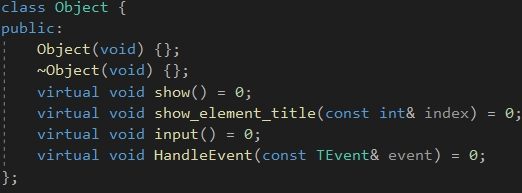 class Object {
public:
Object(void) {};
~Object(void) {};
virtual void show() = 0;
virtual void show_element_title(const int& index) = 0;
virtual void input() = 0;
virtual void HandleEvent(const TEvent& event) = 0;
};